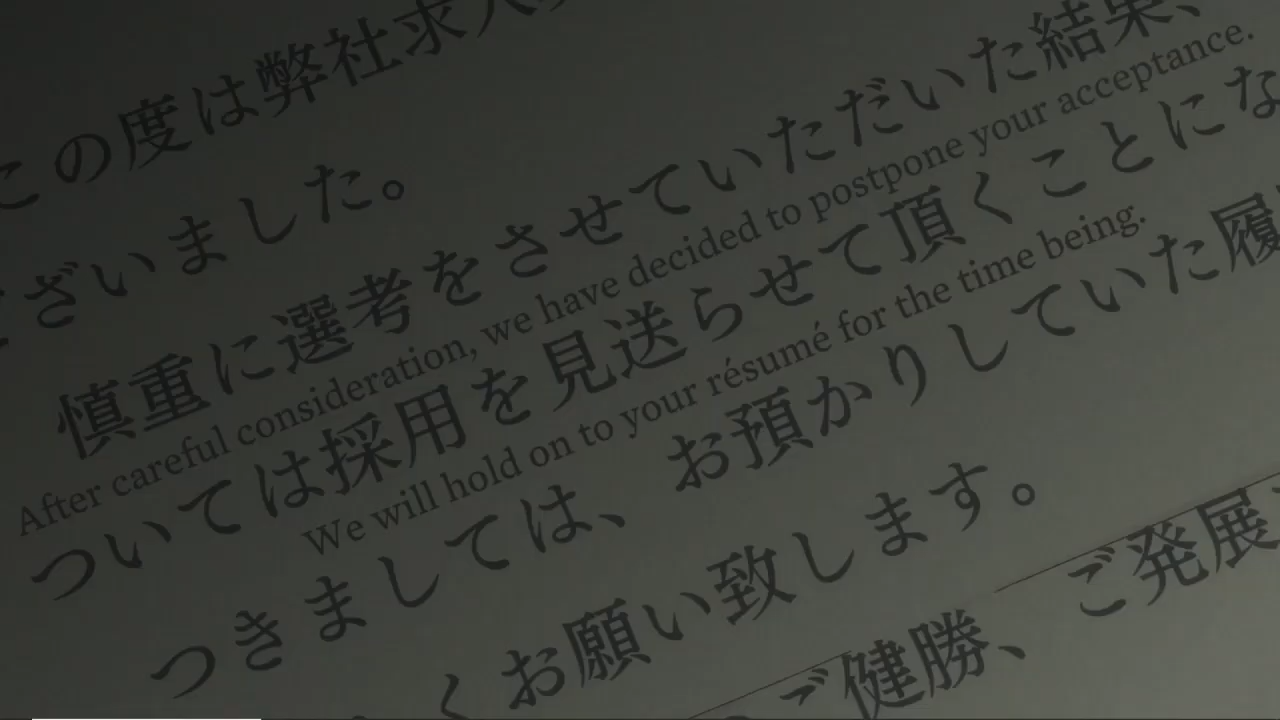 この度は弊社求人
ざいました。
慎重に選考をさせていただいた結果、
After careful consideration, we have decided to postpone your acceptance.
ついては採用を見送らせて頂くことにな
We will hold on to your résumé for the time being.
つきましては、お預かりしていた履
くお願い致します。
ご健勝、ご発展